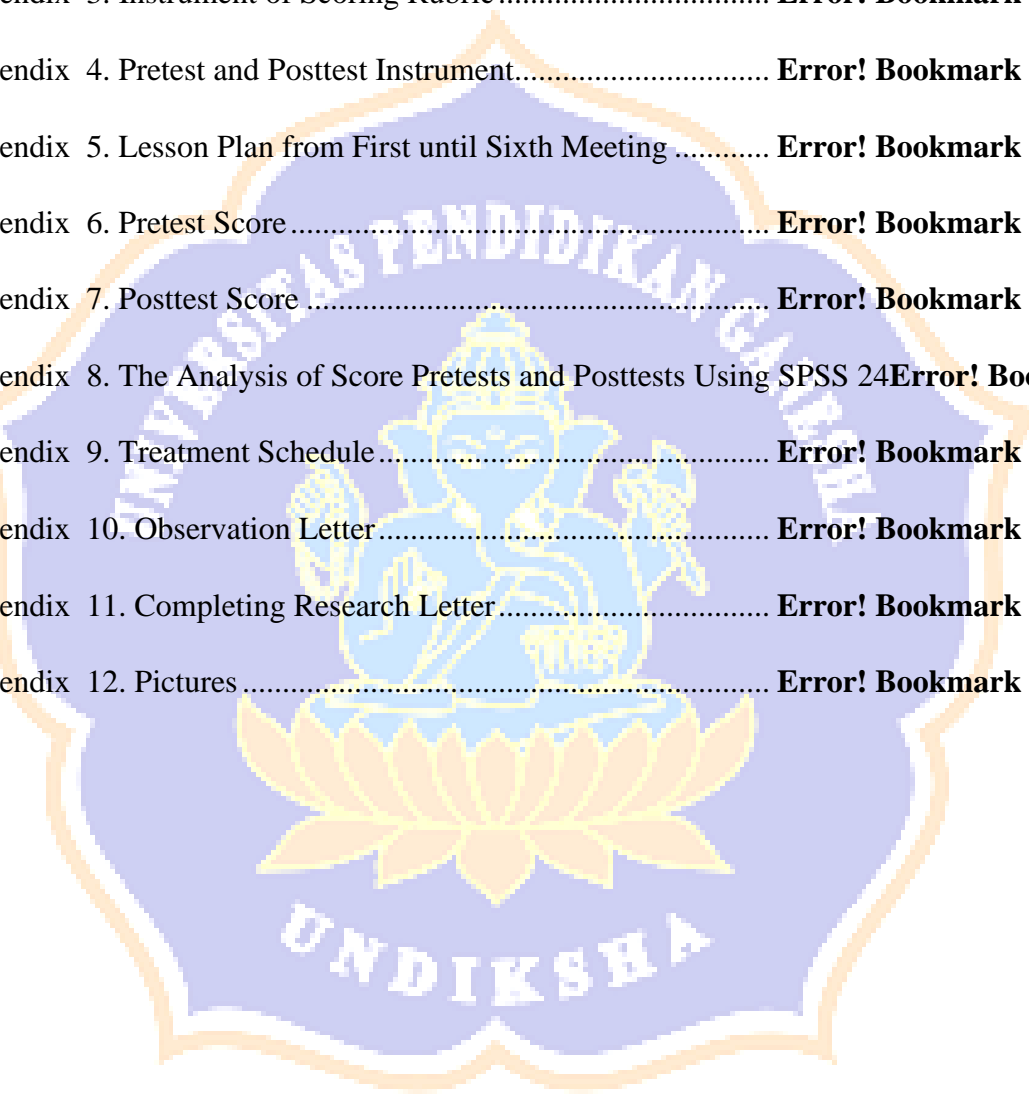 endix 3. Instrument of Scoring Rubric.................................. Error! Bookmark
endix 4. Pretest and Posttest Instrument................................ Error! Bookmark
endix 5. Lesson Plan from First until Sixth Meeting ............ Error! Bookmark
endix 6. Pretest Score ............................................................ Error! Bookmark
endix 7. Posttest Score .......................................................... Error! Bookmark
endix 8. The Analysis of Score Pretests and Posttests Using SPSS 24Error! Boo
endix 9. Treatment Schedule ................................................. Error! Bookmark
endix 10. Observation Letter ................................................. Error! Bookmark
endix 11. Completing Research Letter .................................. Error! Bookmark
endix 12. Pictures .................................................................. Error! Bookmark
UNIVERSITAS PENDIDIKAN GANESHA
UNDIKSHA